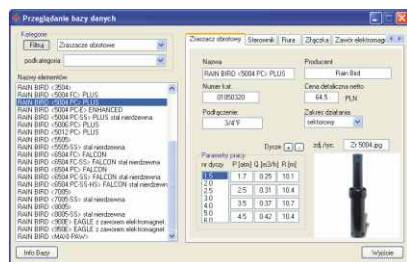 Przeglądanie bazy danych
Kategorie
Filtruj
Zraszacze obrotowe
podkategoria:
Nazwy elementów
RAIN BIRD <3504>
RAIN BIRD <5004 FC> PLUS
RAIN BIRD <5004 PC> PLUS
RAIN BIRD <5004 PC-E> ENHANCED
RAIN BIRD <5004 PC-SS> PLUS stal nierdzewna
RAIN BIRD <5006 PC> PLUS
RAIN BIRD <5012 PC> PLUS
RAIN BIRD <5505>
RAIN BIRD <5505-SS> stal nierdzewna
RAIN BIRD <6504 FC> FALCON
RAIN BIRD <6504 FC-SS> FALCON stal nierdzewna
RAIN BIRD <6504 PC> FALCON
RAIN BIRD <6504 PC-SS> FALCON stal nierdzewna
RAIN BIRD <6504 PC-SS-HS> FALCON stal nierdzewna
RAIN BIRD <7005>
RAIN BIRD <7005-SS> stal nierdzewna
RAIN BIRD <8005>
RAIN BIRD <8005-SS> stal nierdzewna
RAIN BIRD <900E> EAGLE z zaworem elektromagnet.
RAIN BIRD <950E> EAGLE z zaworem elektromagnet.
RAIN BIRD <MAXI-PAW>
Info Bazy
Zraszacz obrotowy Sterownik Rura Złączka Zawór elektromag
Nazwa
RAIN BIRD <5004 PC> PLUS
Producent
Rain Bird
Numer kat.
01050320
Cena detaliczna netto
64.5 PLN
Podłączenie:
3/4"F
Zakres działania
sektorowy
Dysze + -
zdj./rys.
Zr 5004.jpg
Parametry pracy
nr dyszy P [atm] Q [m3/h] R [m]
1.5 1.7 0.25 10.1
2.0
2.5 2.5 0.31 10.4
3.0
4.0 3.5 0.37 10.7
5.0
6.0 4.5 0.42 10.4
Wyjście